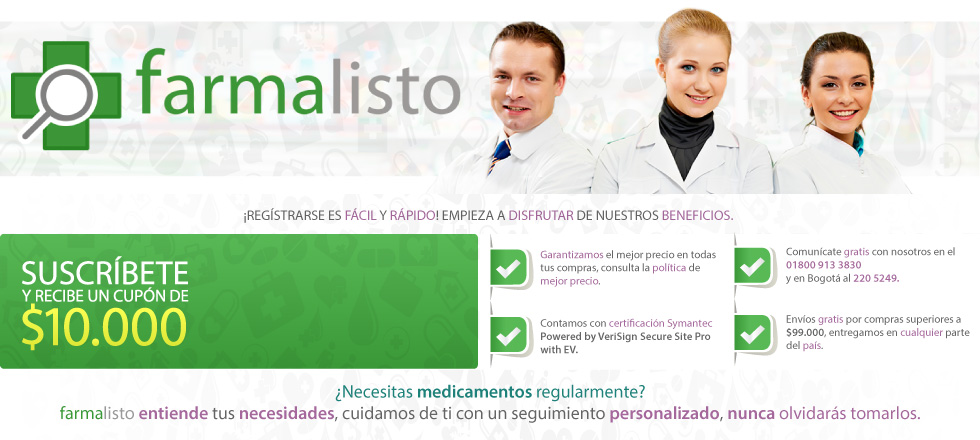 farmalisto
¡REGÍSTRARSE ES FÁCIL Y RÁPIDO! EMPIEZA A DISFRUTAR DE NUESTROS BENEFICIOS.
SUSCRÍBETE
Y RECIBE UN CUPÓN DE
$10.000
Garantizamos el mejor precio en todas
tus compras, consulta la política de
mejor precio.
Contamos con certificación Symantec
Powered by VeriSign Secure Site Pro
with EV.
Comunícate gratis con nosotros en el
01800 913 3830
y en Bogotá al 220 5249.
Envíos gratis por compras superiores a
$99.000, entregamos en cualquier parte
del país.
¿Necesitas medicamentos regularmente?
farmalisto entiende tus necesidades, cuidamos de ti con un seguimiento personalizado, nunca olvidarás tomarlos.